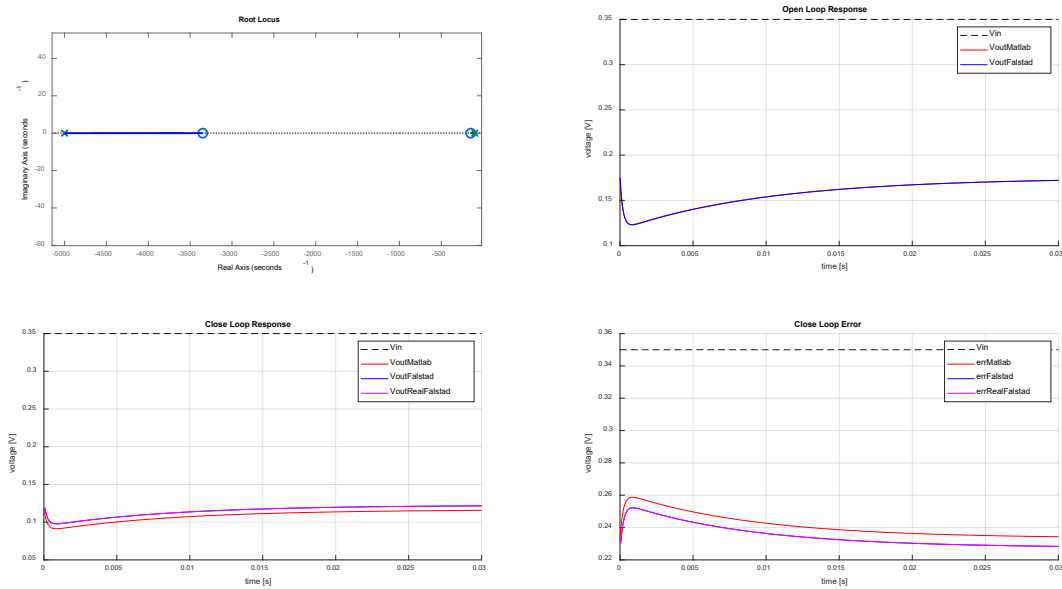 Root Locus
Imaginary Axis (seconds -1)
40
20
0
-20
-40
-60
-5000 -4500 -4000 -3500 -3000 -2500 -2000 -1500 -1000 -500
Real Axis (seconds -1)
Open Loop Response
voltage [V]
0.35
0.3
0.25
0.2
0.15
0.1
0 0.005 0.01 0.015 0.02 0.025 0.03
time [s]
Vin
VoutMatlab
VoutFalstad
Close Loop Response
voltage [V]
0.35
0.3
0.25
0.2
0.15
0.1
0.05
0 0.005 0.01 0.015 0.02 0.025 0.03
time [s]
Vin
VoutMatlab
VoutFalstad
VoutRealFalstad
Close Loop Error
voltage [V]
0.36
0.34
0.32
0.3
0.28
0.26
0.24
0.22
0 0.005 0.01 0.015 0.02 0.025 0.03
time [s]
Vin
errMatlab
errFalstad
errRealFalstad